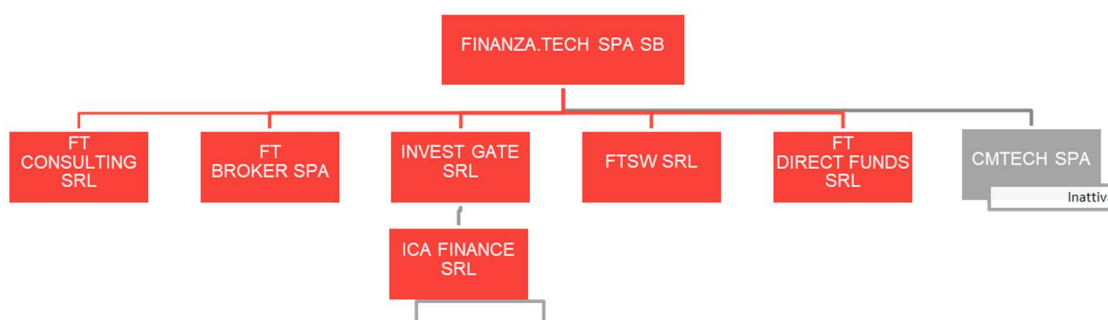 FINANZA.TECH SPA SB
FT
CONSULTING
SRL
FT
BROKER SPA
INVEST GATE
SRL
FTSW SRL
FT
DIRECT FUNDS
SRL
CMTECH SPA
Inattiva
ICA FINANCE
SRL